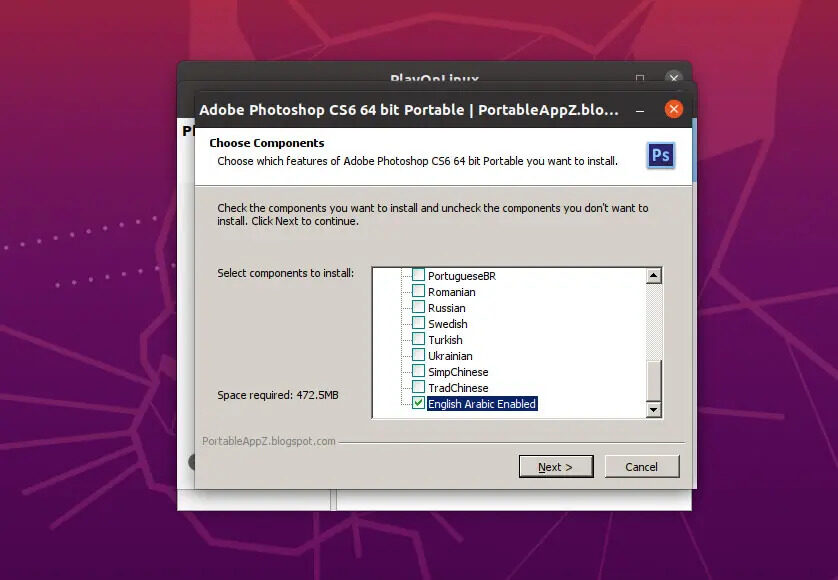 PlayOnLinux
Adobe Photoshop CS6 64 bit Portable | PortableAppZ.blo...
Choose Components
Choose which features of Adobe Photoshop CS6 64 bit Portable you want to install.
Ps
Check the components you want to install and uncheck the components you don't want to
install. Click Next to continue.
Select components to install:
PortugueseBR
Romanian
Russian
Swedish
Turkish
Ukrainian
SimpChinese
TradChinese
English Arabic Enabled
Space required: 472.5MB
PortableAppZ.blogspot.com
Next >
Cancel